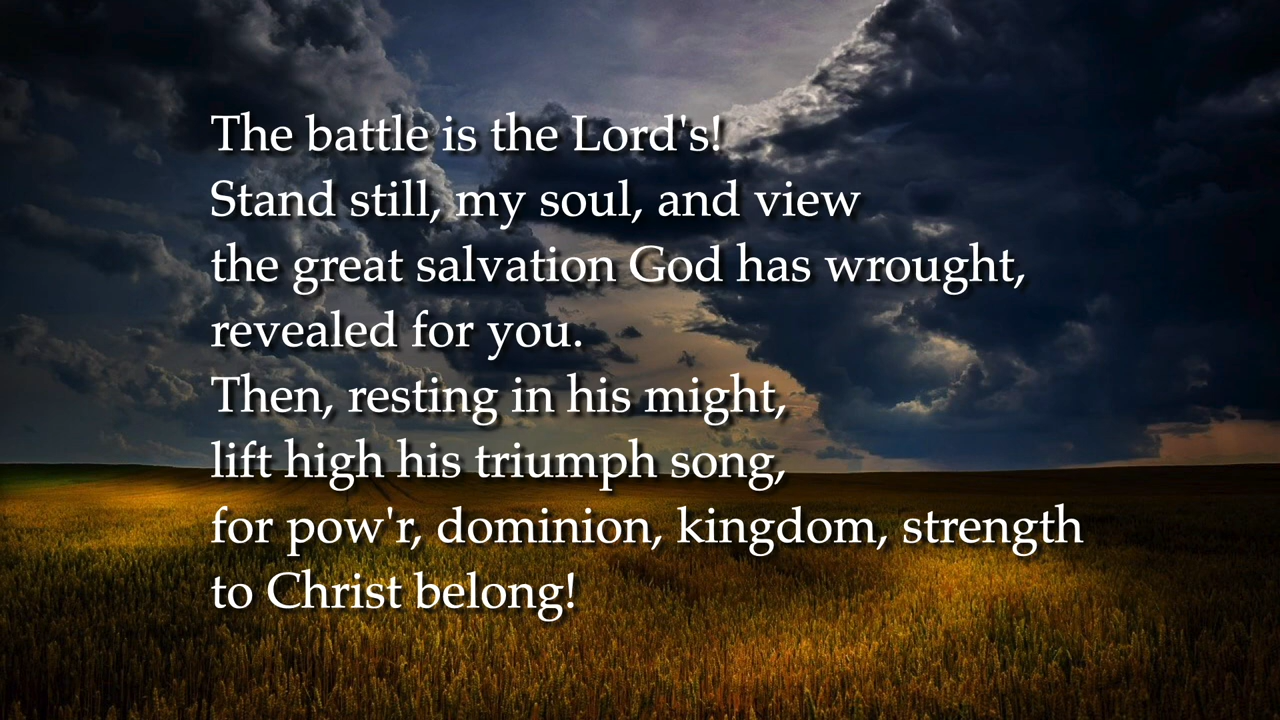 The battle is the Lord's!
Stand still, my soul, and view
the great salvation God has wrought,
revealed for you.
Then, resting in his might,
lift high his triumph song,
for pow'r, dominion, kingdom, strength
to Christ belong!